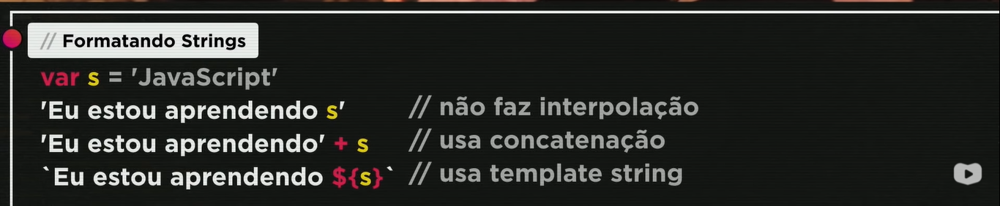 // Formatando Strings
var s = 'JavaScript'
'Eu estou aprendendo s' // não faz interpolação
'Eu estou aprendendo' + s // usa concatenação
`Eu estou aprendendo ${s}` // usa template string